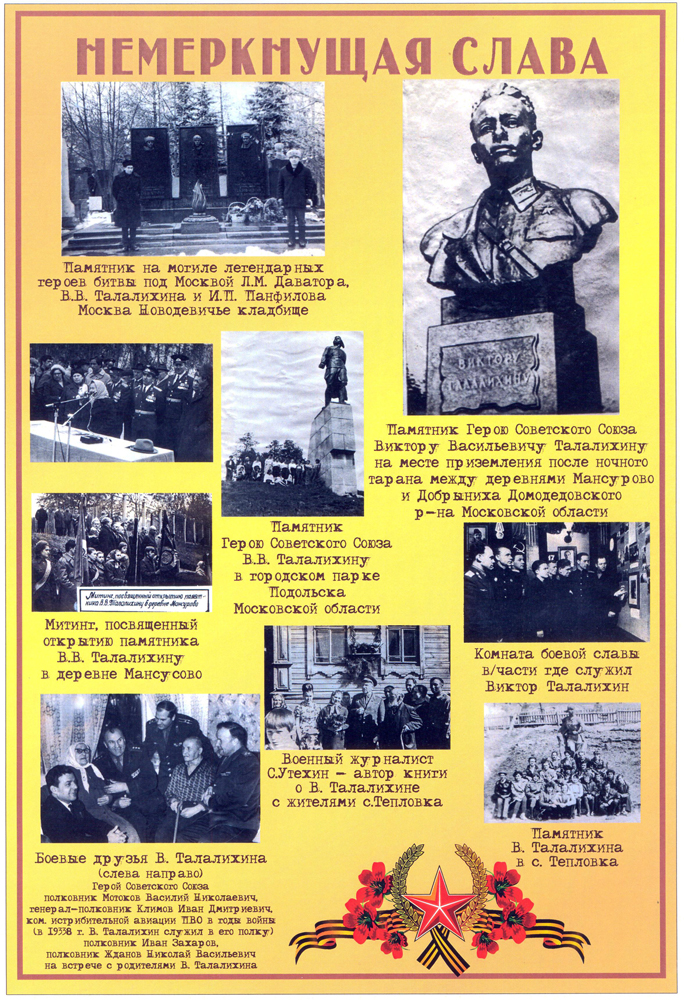 НЕМЕРКНУЩАЯ СЛАВА
Памятник на могиле легендарных
героев битвы под Москвой Л.М. Даватора,
В.В. Талалихина и И.П. Панфилова
Москва Новодевичье кладбище
ВИКТОРУ
ТАЛАЛИХИНУ
Памятник Герою Советского Союза
Виктору Васильевичу Талалихину
на месте приземления после ночного
тарана между деревнями Мансурово
и Добрыниха Домодедовского
р-на Московской области
Памятник
Герою Советского Союза
В.В. Талалихину
в городском парке
Подольска
Московской области
Митинг, посвященный открытию памят-
ника В.В. Талалихину в деревне Мансурово
Митинг, посвященный
открытию памятника
В.В. Талалихину
в деревне Мансусово
Комната боевой славы
в/части где служил
Виктор Талалихин
Военный журналист
С.Утехин - автор книги
о В. Талалихине
с жителями с.Тепловка
Памятник
В. Талалихина
в с. Тепловка
Боевые друзья В. Талалихина
(слева направо)
Герой Советского Союза
полковник Мотоков Василий Николаевич,
генерал-полковник Климов Иван Дмитриевич,
ком. истрибительной авиации ПВО в годы войны
(в 19338 г. В. Талалихин служил в его полку)
полковник Иван Захаров,
полковник Жданов Николай Васильевич
на встрече с родителями В. Талалихина